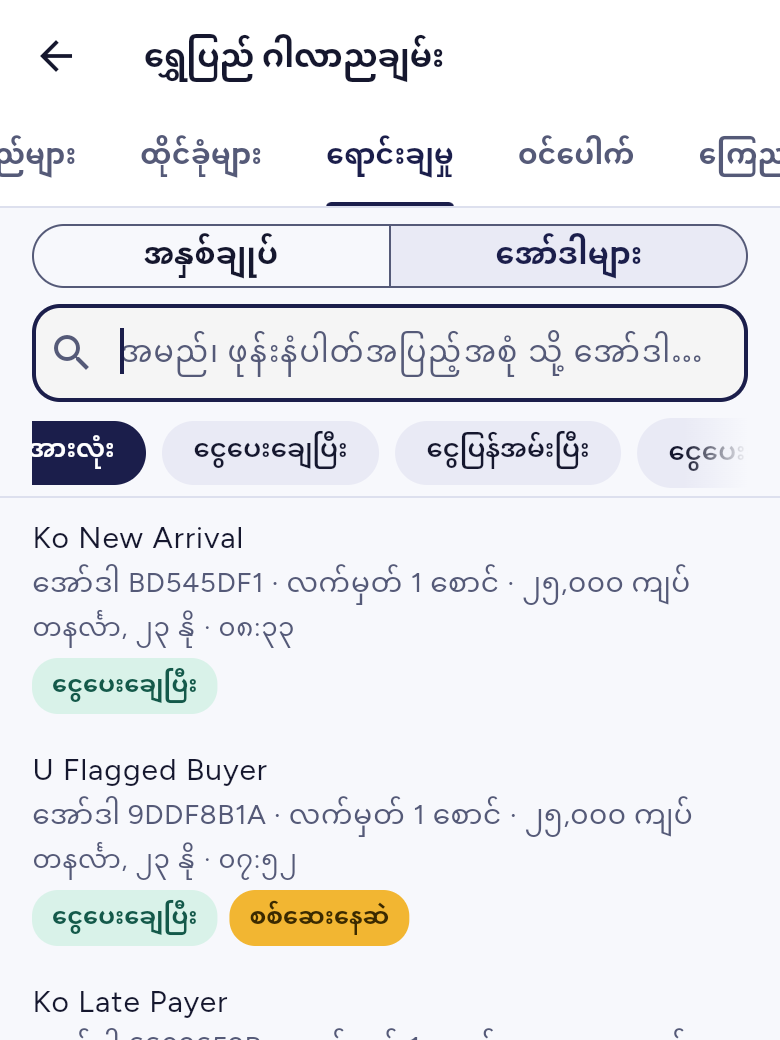 ရွှေပြည် ဂါလာညချမ်း
ထိုင်ခုံများ ရောင်းချမှု ဝင်ပေါက်
အနှစ်ချုပ် အော်ဒါများ
အမည်၊ ဖုန်းနံပါတ်အပြည့်အစုံ သို့ အော်ဒါ...
အားလုံး ငွေပေးချေပြီး ငွေပြန်အမ်းပြီး
Ko New Arrival
အော်ဒါ BD545DF1 · လက်မှတ် 1 စောင် · ၂၅,၀၀၀ ကျပ်
တနင်္လာ, ၂၃ နို · ၀၈:၃၃
ငွေပေးချေပြီး
U Flagged Buyer
အော်ဒါ 9DDF8B1A · လက်မှတ် 1 စောင် · ၂၅,၀၀၀ ကျပ်
တနင်္လာ, ၂၃ နို · ၀၇:၅၂
ငွေပေးချေပြီး စစ်ဆေးနေဆဲ
Ko Late Payer